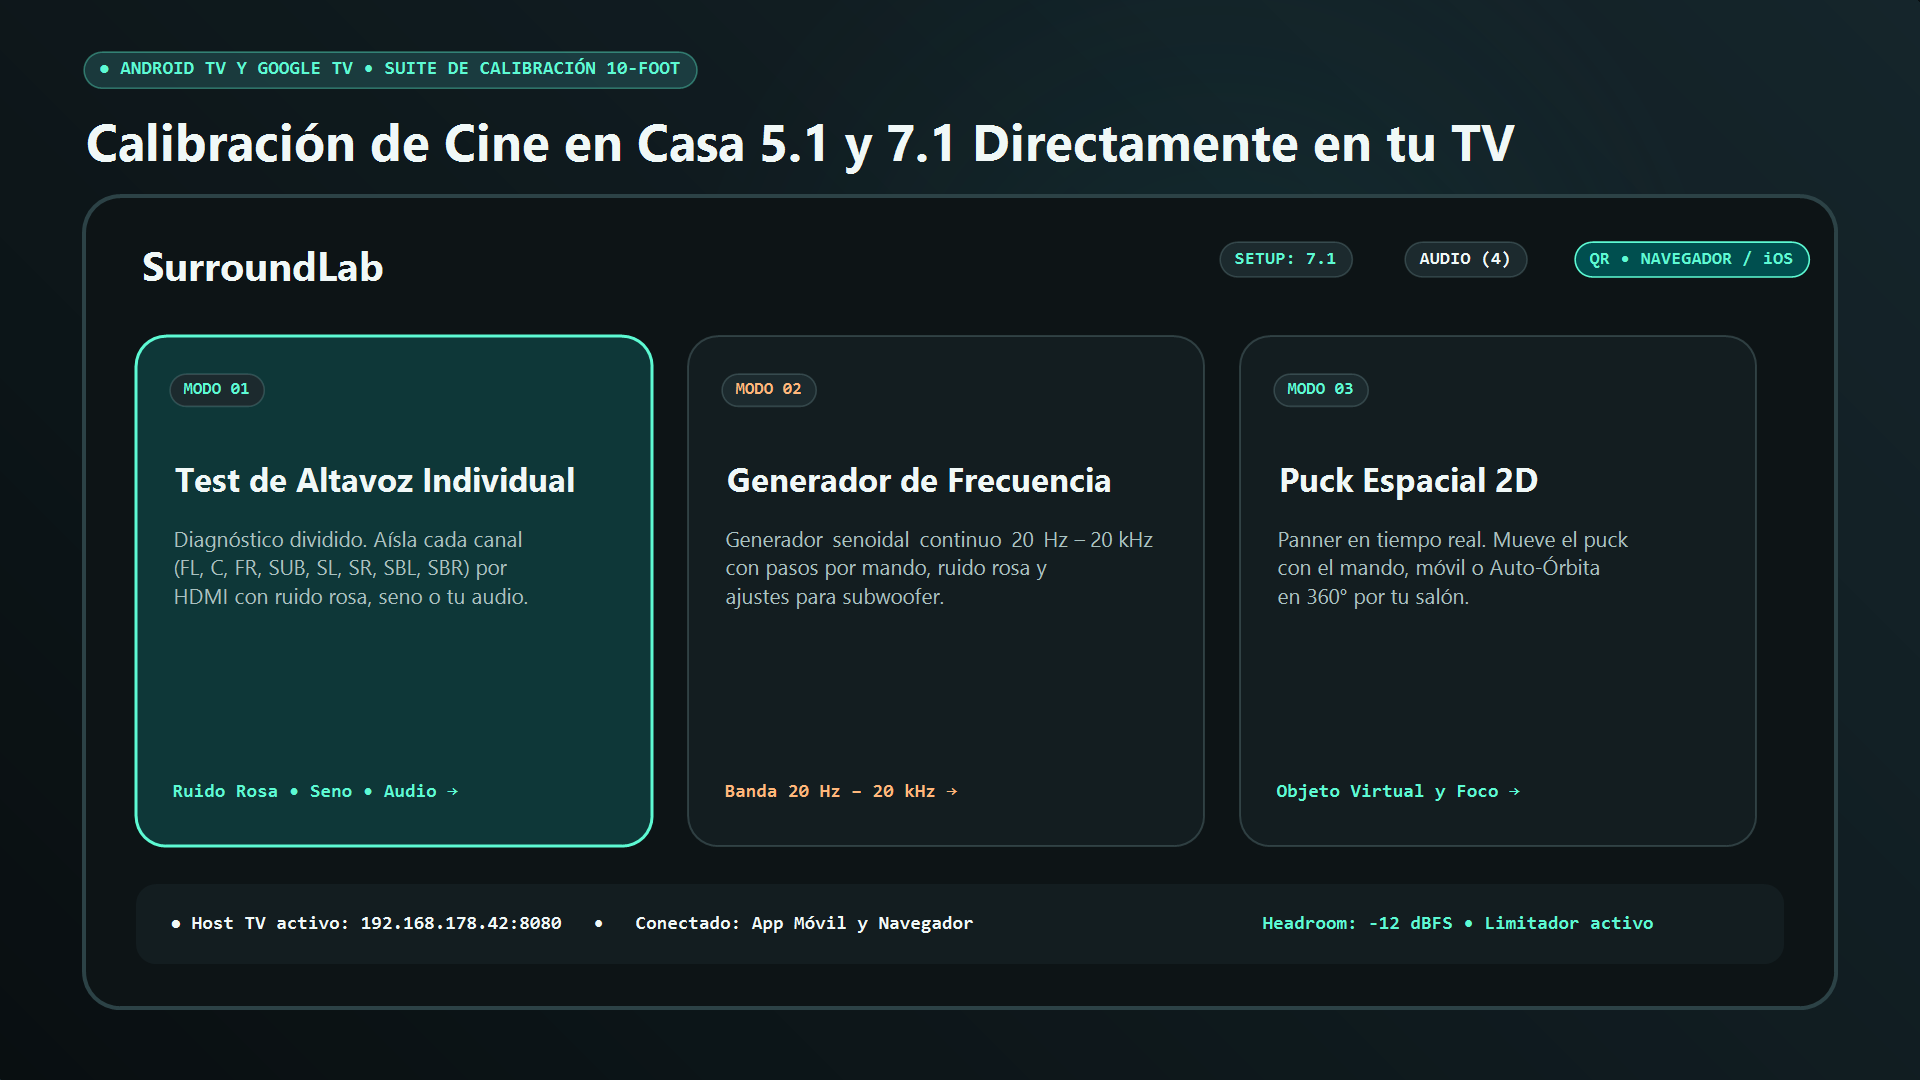 ● ANDROID TV Y GOOGLE TV • SUITE DE CALIBRACIÓN 10-FOOT
Calibración de Cine en Casa 5.1 y 7.1 Directamente en tu TV
SurroundLab
SETUP: 7.1
AUDIO (4)
QR • NAVEGADOR / iOS
MODO 01
Test de Altavoz Individual
Diagnóstico dividido. Aísla cada canal
(FL, C, FR, SUB, SL, SR, SBL, SBR) por
HDMI con ruido rosa, seno o tu audio.
Ruido Rosa • Seno • Audio →
MODO 02
Generador de Frecuencia
Generador senoidal continuo 20 Hz – 20 kHz
con pasos por mando, ruido rosa y
ajustes para subwoofer.
Banda 20 Hz – 20 kHz →
MODO 03
Puck Espacial 2D
Panner en tiempo real. Mueve el puck
con el mando, móvil o Auto-Órbita
en 360° por tu salón.
Objeto Virtual y Foco →
● Host TV activo: 192.168.178.42:8080 • Conectado: App Móvil y Navegador
Headroom: -12 dBFS • Limitador activo